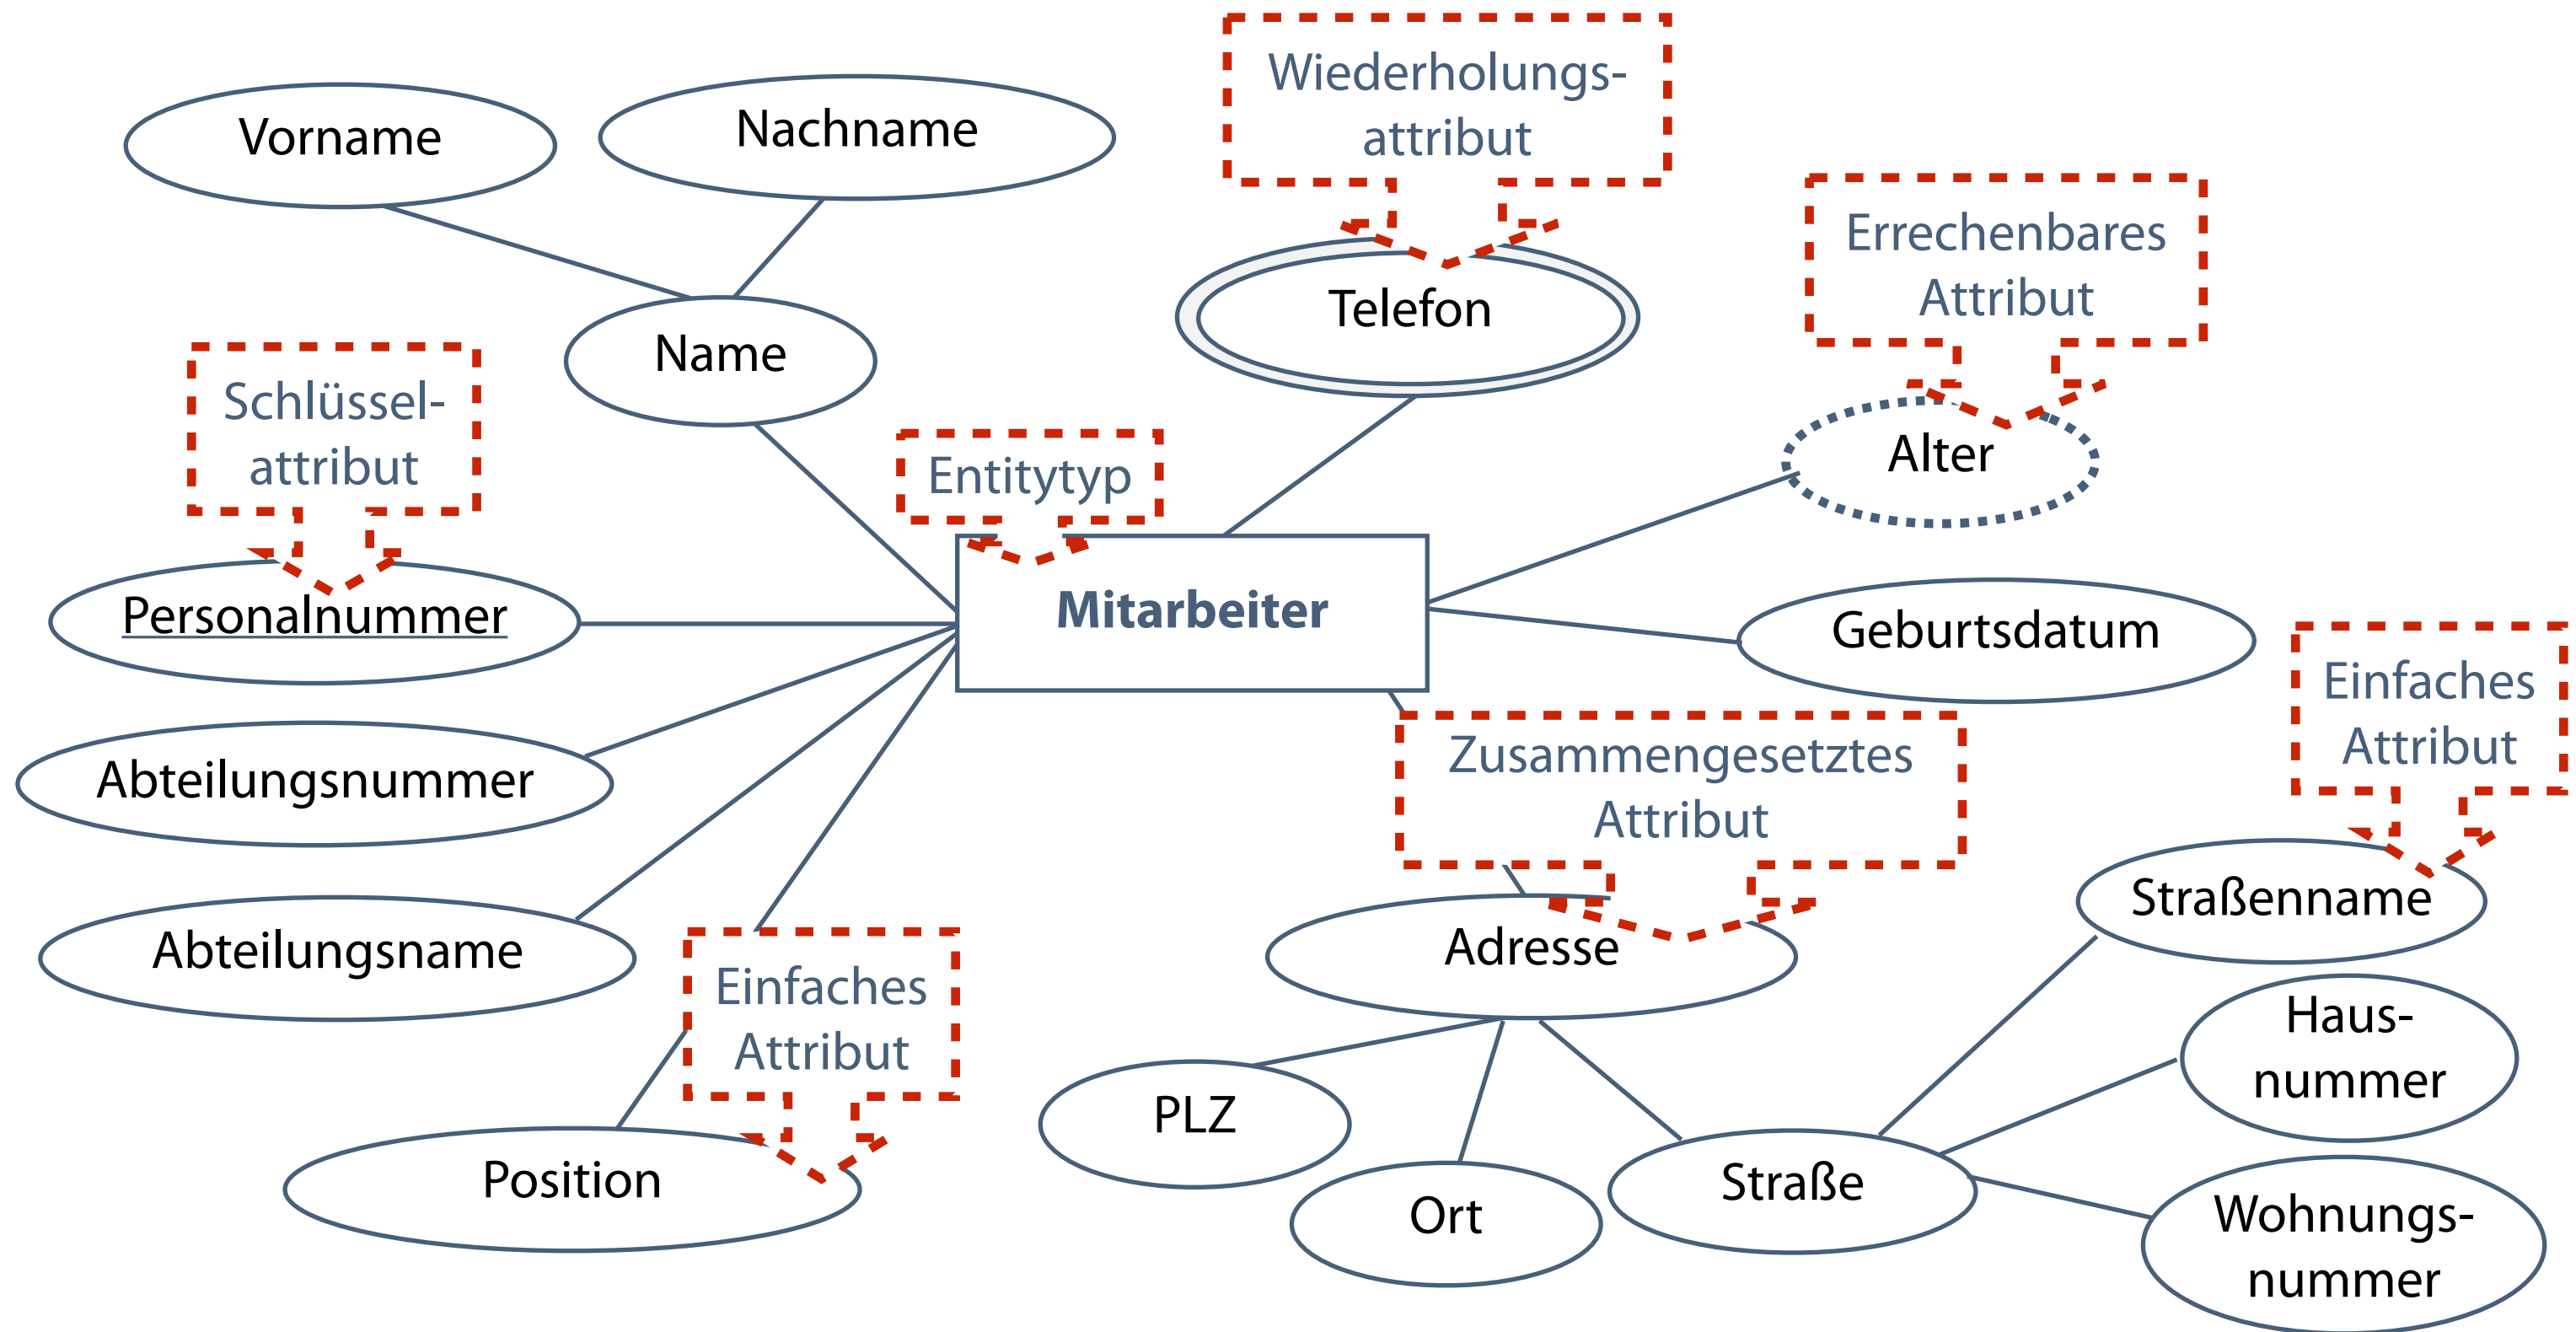 Wiederholungs-
attribut
Vorname
Nachname
Errechenbares
Attribut
Telefon
Name
Schlüssel-
attribut
Entitytyp
Alter
Personalnummer
Mitarbeiter
Geburtsdatum
Einfaches
Attribut
Abteilungsnummer
Zusammengesetztes
Attribut
Straßenname
Abteilungsname
Adresse
Einfaches
Attribut
Haus-
nummer
PLZ
Position
Ort
Straße
Wohnungs-
nummer